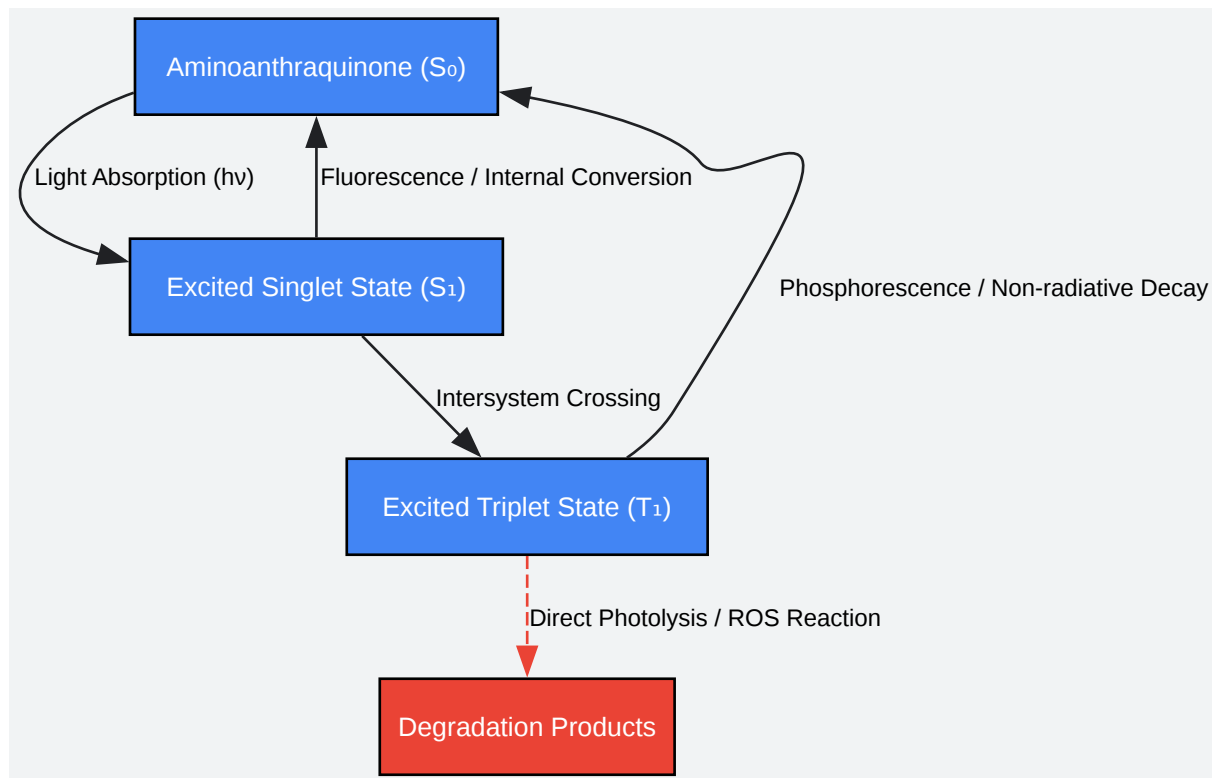 Aminoanthraquinone (S₀)
Light Absorption (hν)
Fluorescence / Internal Conversion
Excited Singlet State (S₁)
Phosphorescence / Non-radiative Decay
Intersystem Crossing
Excited Triplet State (T₁)
Direct Photolysis / ROS Reaction
Degradation Products